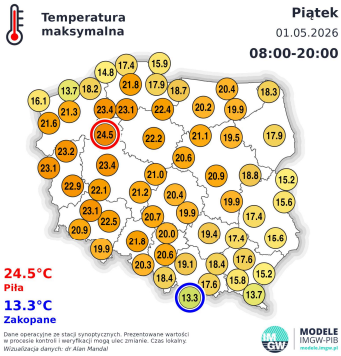 Temperatura
maksymalna
Piątek
01.05.2026
08:00-20:00
17.4 15.9
14.8
13.7 18.2 21.8 17.9 18.7 20.4 18.3
16.1
21.3 23.4 23.1 22.4 20.2 19.9
21.6
24.5 22.2 21.1 19.5 17.9
23.2
23.1 23.4 20.6
22.9 22.1 21.0 20.9 18.8 15.2
21.2 20.4 19.9 15.6
23.1 22.5 20.7 19.9 17.4
20.9 20.0 19.4 17.4 15.6
19.9 21.8 20.6
20.3 19.1 18.4 17.6
18.4 17.6 15.8 15.2
13.3 13.7
24.5°C
Piła
13.3°C
Zakopane
Dane operacyjne ze stacji synoptycznych. Prezentowane wartości
w procesie kontroli i weryfikacji mogą ulec zmianie. Czas lokalny.
Wizualizacja danych: dr Alan Mandal
IM
GW
MODELE
IMGW-PIB
modele.imgw.pl